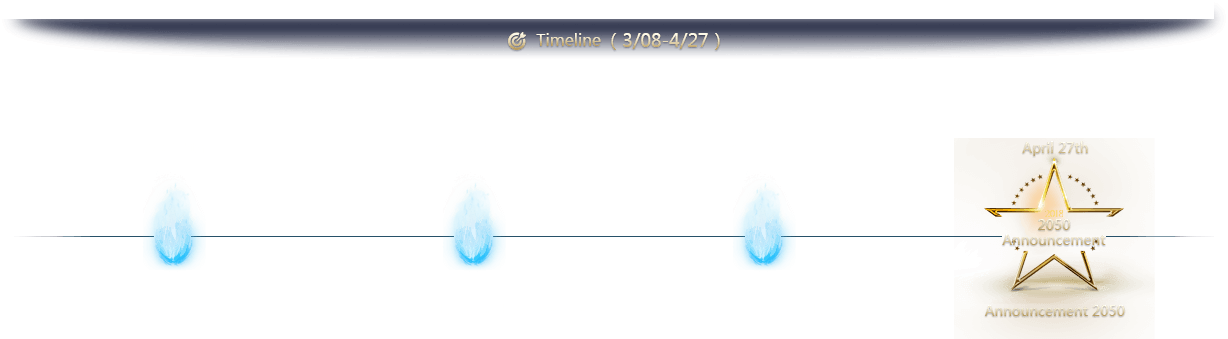 Timeline ( 3/08-4/27 )
April 27th
2050
Announcement
Announcement 2050